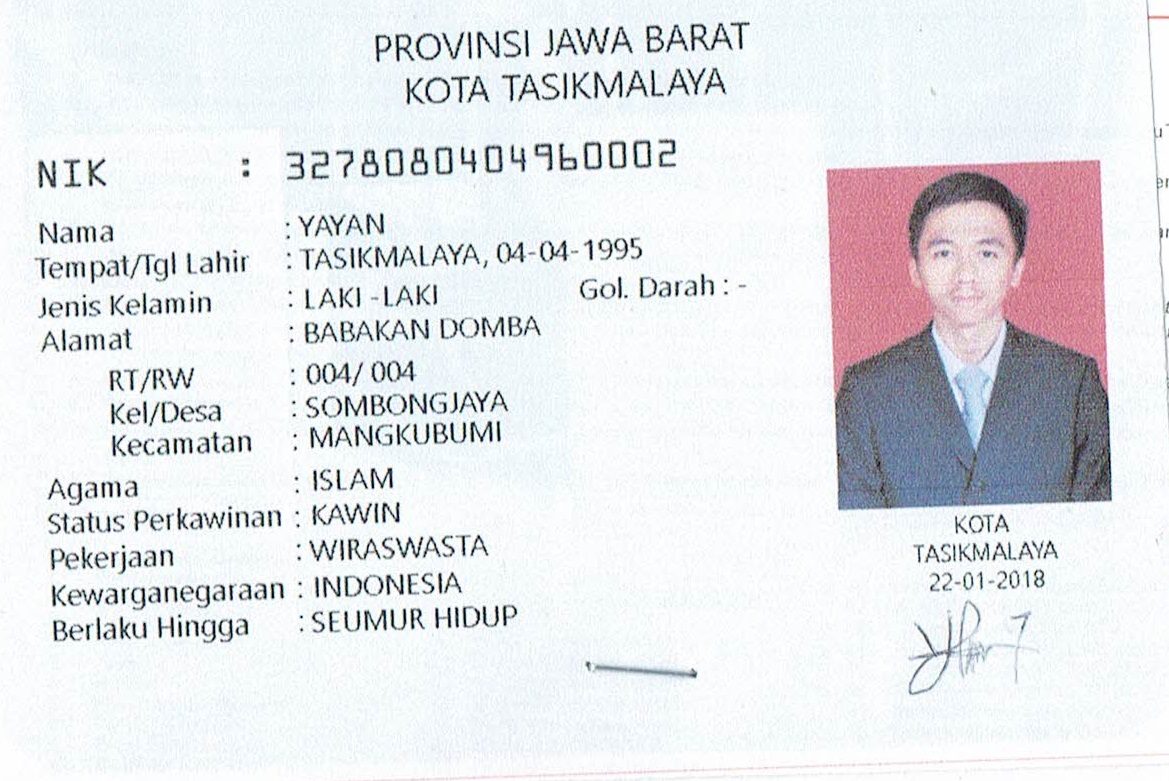 PROVINSI JAWA BARAT
KOTA TASIKMALAYA
NIK : 3278080404960002
Nama : YAYAN
Tempat/Tgl Lahir : TASIKMALAYA, 04-04-1995
Jenis Kelamin : LAKI -LAKI Gol. Darah : -
Alamat : BABAKAN DOMBA
RT/RW : 004/ 004
Kel/Desa : SOMBONGJAYA
Kecamatan : MANGKUBUMI
Agama : ISLAM
Status Perkawinan : KAWIN
Pekerjaan : WIRASWASTA
Kewarganegaraan : INDONESIA
Berlaku Hingga : SEUMUR HIDUP
KOTA
TASIKMALAYA
22-01-2018